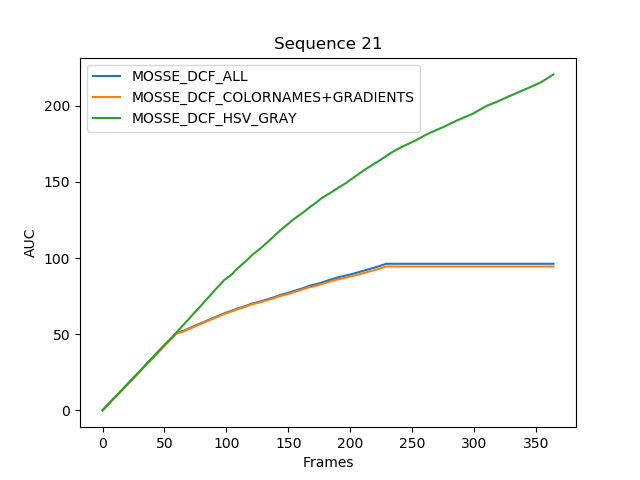 Sequence 21
MOSSE_DCF_ALL
MOSSE_DCF_COLORNAMES+GRADIENTS
MOSSE_DCF_HSV_GRAY
200
150
100
50
0
AUC
0 50 100 150 200 250 300 350
Frames